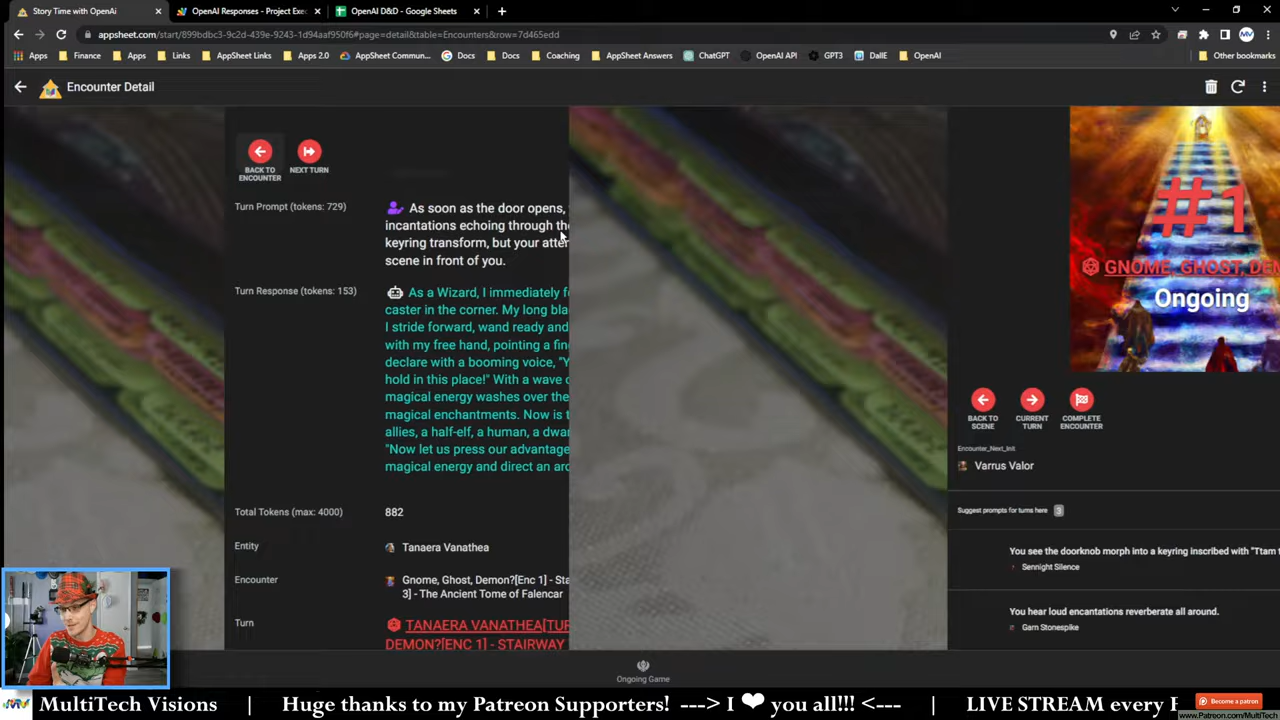 Story Time with OpenAi
OpenAI Responses - Project Exec
OpenAI D&D - Google Sheets
appsheet.com/start/899bdbc3-9c2d-439e-9243-1d94aaf950f6#page=detail&table=Encounters&row=7d465edd
Apps
Finance
Apps
Links
AppSheet Links
Apps 2.0
AppSheet Commun...
Docs
Docs
Coaching
AppSheet Answers
ChatGPT
OpenAI API
GPT3
DallE
OpenAI
Other bookmarks
Encounter Detail
BACK TO
ENCOUNTER
NEXT TURN
Turn Prompt (tokens: 729)
As soon as the door opens,
incantations echoing through the
keyring transform, but your atten
scene in front of you.
Turn Response (tokens: 153)
As a Wizard, I immediately fo
caster in the corner. My long bla
I stride forward, wand ready and
with my free hand, pointing a fin
declare with a booming voice, "Y
hold in this place!" With a wave o
magical energy washes over the
magical enchantments. Now is t
allies, a half-elf, a human, a dwar
"Now let us press our advantage
magical energy and direct an arc
Total Tokens (max: 4000)
882
Entity
Tanaera Vanathea
Encounter
Gnome, Ghost, Demon?[Enc 1] - Sta
3] - The Ancient Tome of Falencar
Turn
TANAERA VANATHEA[TUR
DEMON?[ENC 1] - STAIRWAY
#1
GNOME, GHOST, DEM
Ongoing
BACK TO
SCENE
CURRENT
TURN
COMPLETE
ENCOUNTER
Encounter_Next_Init
Varrus Valor
Suggest prompts for turns here 3
You see the doorknob morph into a keyring inscribed with "Ttam t
Sennight Silence
You hear loud encantations reverberate all around.
Garn Stonespike
Ongoing Game
MultiTech Visions | Huge thanks to my Patreon Supporters! ---> I ❤ you all!!! <--- | LIVE STREAM every F
Become a patron
www.Patreon.com/MultiTech